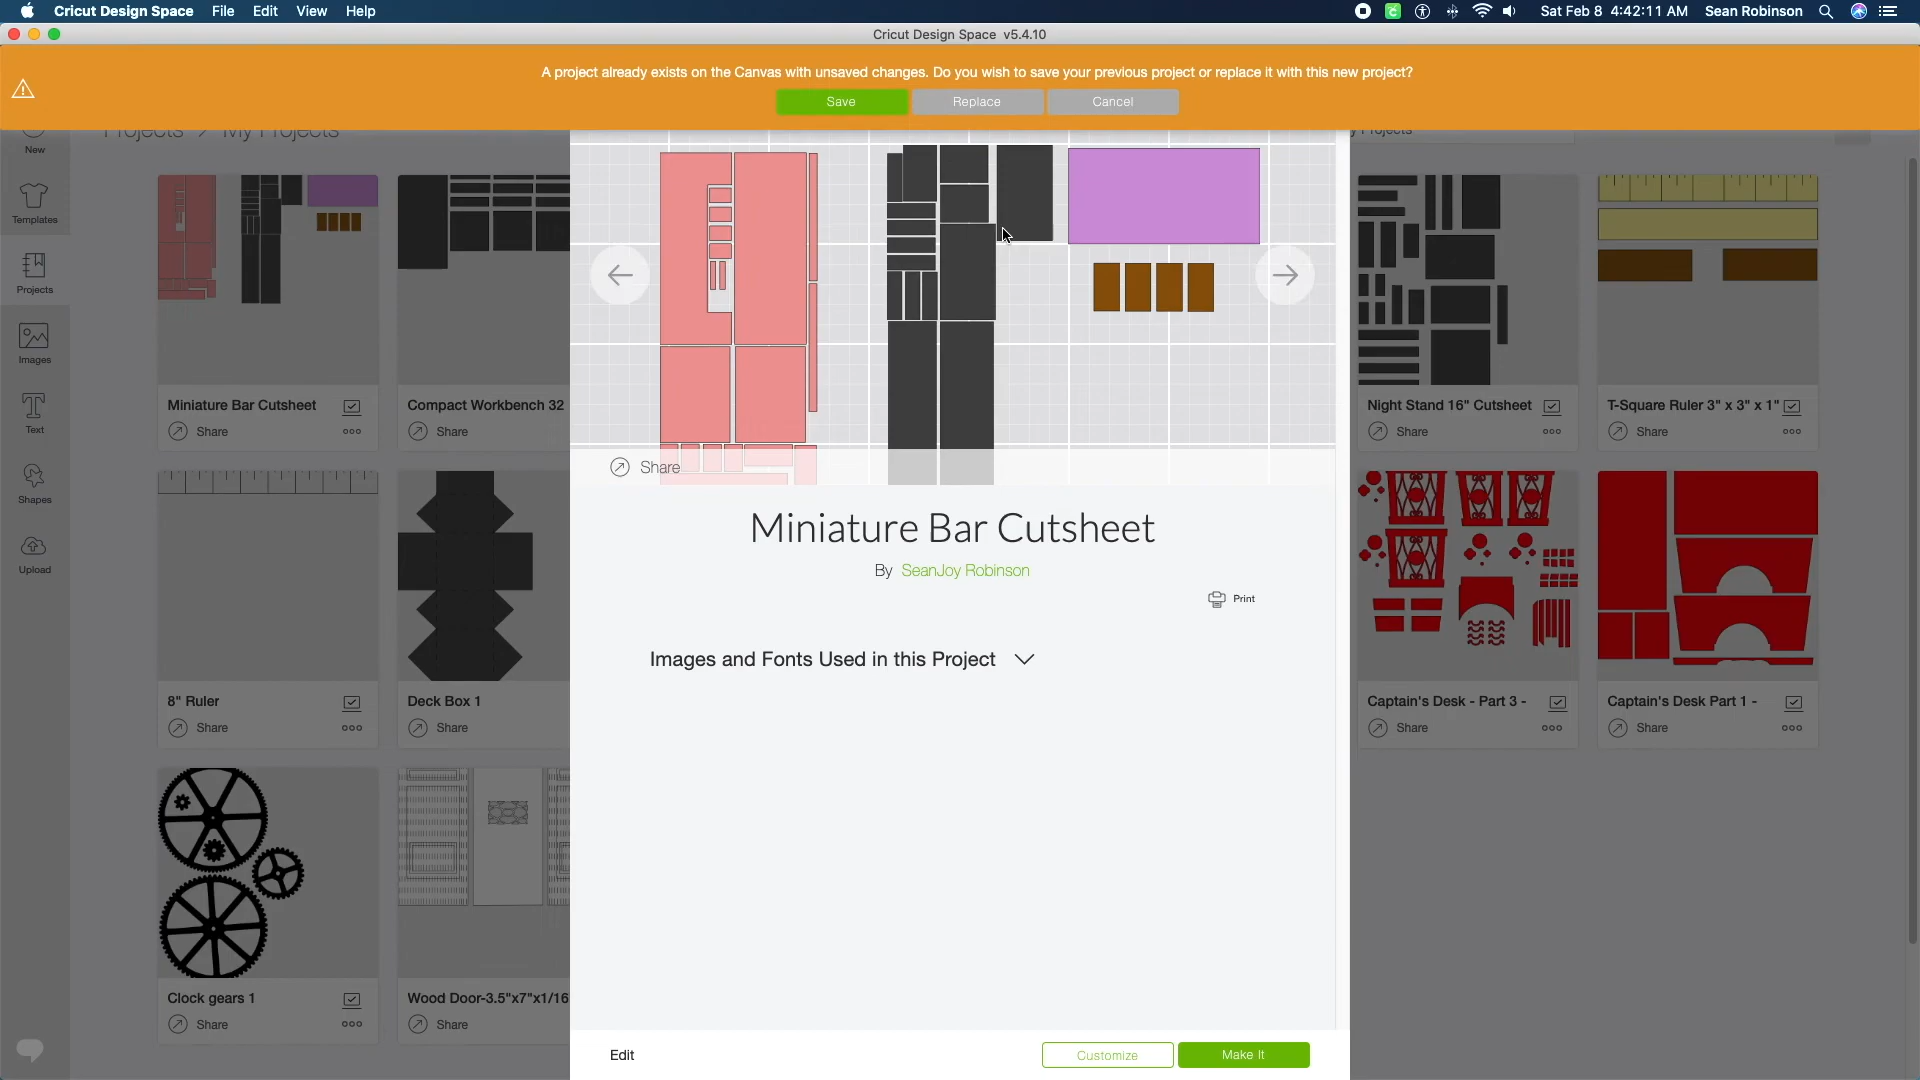 Cricut Design Space File Edit View Help
Sat Feb 8 4:42:11 AM Sean Robinson
Cricut Design Space v5.4.10
A project already exists on the Canvas with unsaved changes. Do you wish to save your previous project or replace it with this new project?
Save Replace Cancel
Projects > My Projects
New
Templates
Projects
Images
Text
Shapes
Upload
Miniature Bar Cutsheet
Share
Compact Workbench 32
Share
Night Stand 16" Cutsheet
Share
T-Square Ruler 3" x 3" x 1"
Share
8" Ruler
Share
Deck Box 1
Share
Captain's Desk - Part 3 -
Share
Captain's Desk Part 1 -
Share
Clock gears 1
Share
Wood Door-3.5"x7"x1/16
Share
Share
Miniature Bar Cutsheet
By SeanJoy Robinson
Print
Images and Fonts Used in this Project
Edit
Customize
Make It